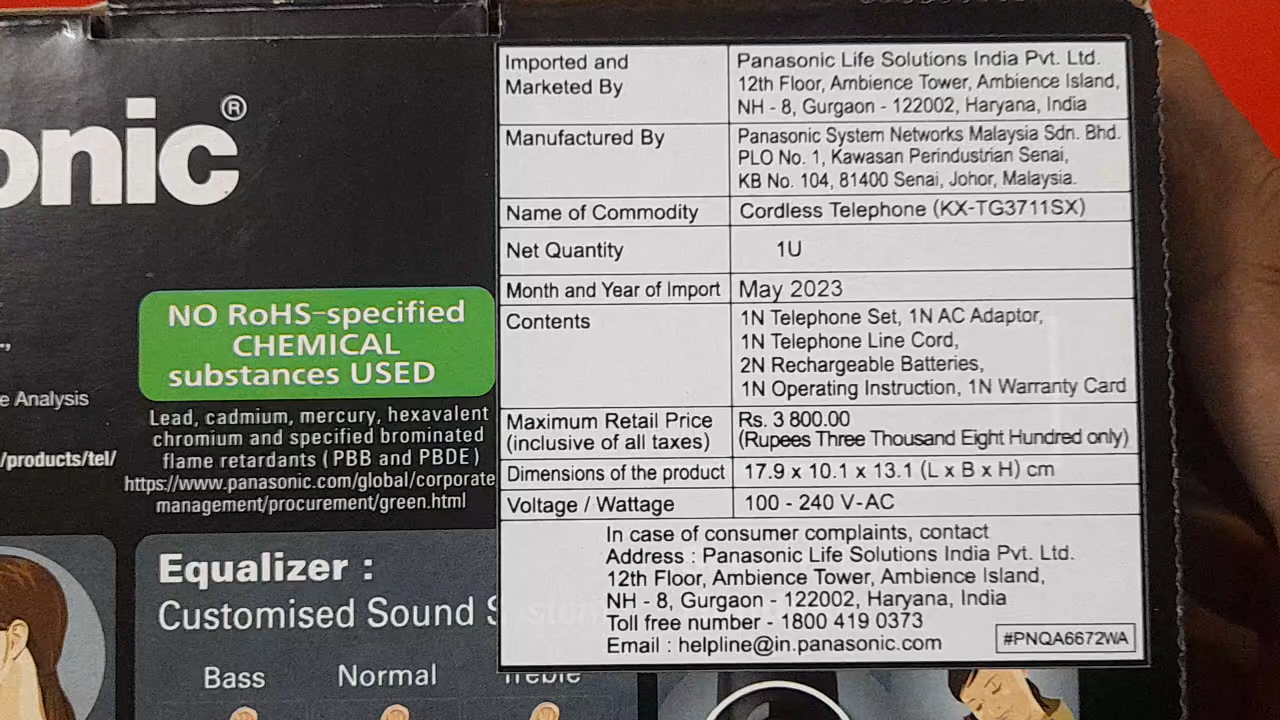 onic®
NO RoHS-specified
CHEMICAL
substances USED
e Analysis
/products/tel/
Lead, cadmium, mercury, hexavalent
chromium and specified brominated
flame retardants (PBB and PBDE)
https://www.panasonic.com/global/corporate
management/procurement/green.html
Equalizer :
Customised Sound S
Bass Normal Treble
Imported and
Marketed By
Panasonic Life Solutions India Pvt. Ltd.
12th Floor, Ambience Tower, Ambience Island,
NH - 8, Gurgaon - 122002, Haryana, India
Manufactured By
Panasonic System Networks Malaysia Sdn. Bhd.
PLO No. 1, Kawasan Perindustrian Senai,
KB No. 104, 81400 Senai, Johor, Malaysia.
Name of Commodity
Cordless Telephone (KX-TG3711SX)
Net Quantity
1U
Month and Year of Import
May 2023
Contents
1N Telephone Set, 1N AC Adaptor,
1N Telephone Line Cord,
2N Rechargeable Batteries,
1N Operating Instruction, 1N Warranty Card
Maximum Retail Price
(inclusive of all taxes)
Rs. 3 800.00
(Rupees Three Thousand Eight Hundred only)
Dimensions of the product
17.9 x 10.1 x 13.1 (L x B x H) cm
Voltage / Wattage
100 - 240 V-AC
In case of consumer complaints, contact
Address : Panasonic Life Solutions India Pvt. Ltd.
12th Floor, Ambience Tower, Ambience Island,
NH - 8, Gurgaon - 122002, Haryana, India
Toll free number - 1800 419 0373
Email : helpline@in.panasonic.com
#PNQA6672WA